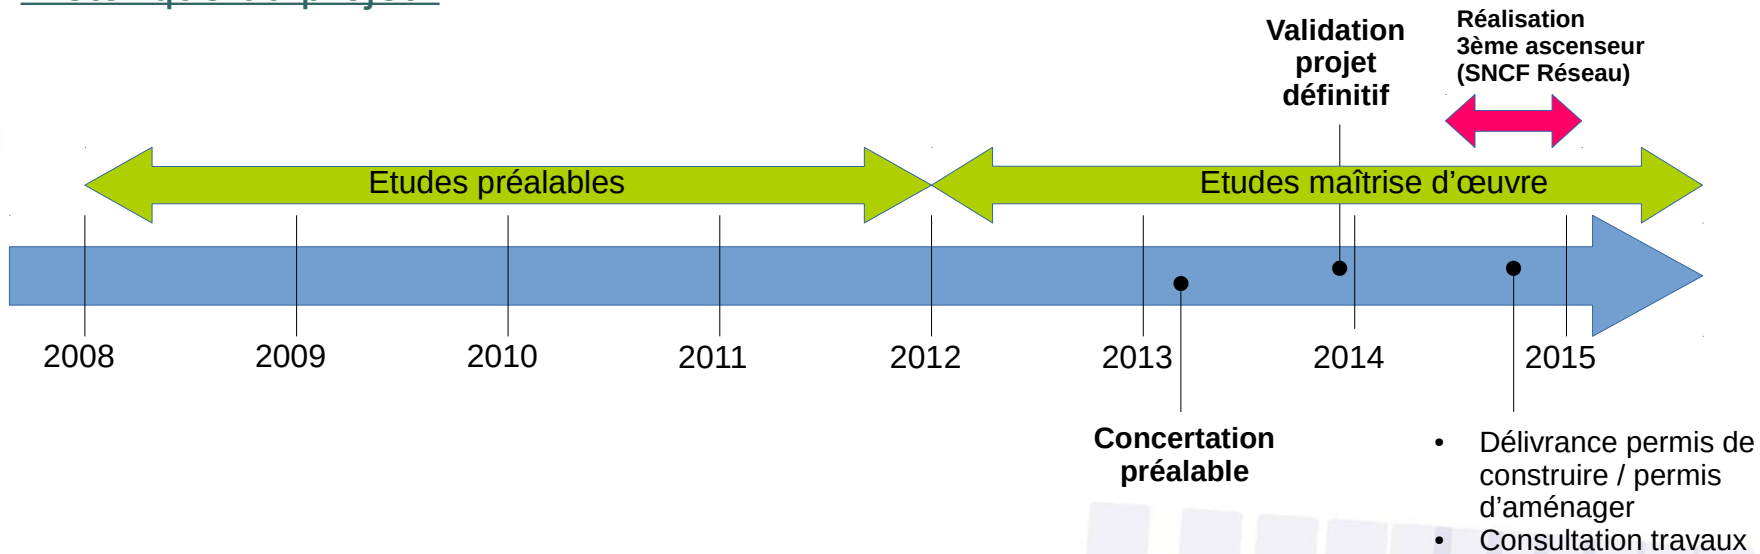 Validation
projet
définitif
Réalisation
3ème ascenseur
(SNCF Réseau)
Etudes préalables
Etudes maîtrise d’œuvre
2008
2009
2010
2011
2012
2013
2014
2015
Concertation
préalable
• Délivrance permis de
construire / permis
d’aménager
• Consultation travaux